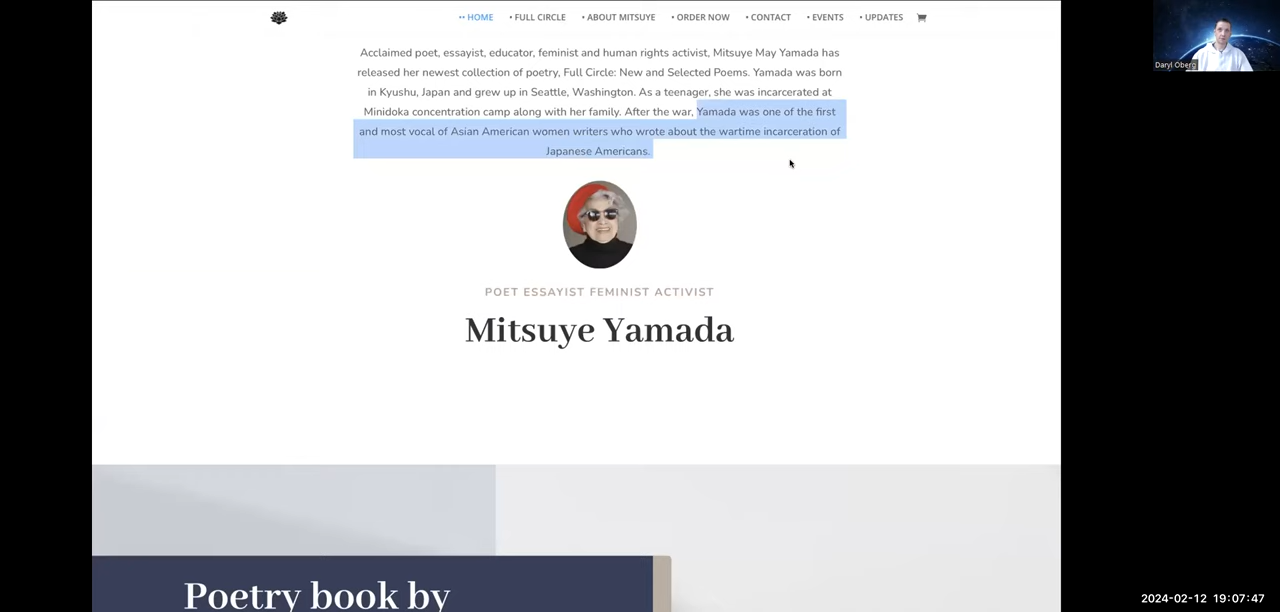 •• HOME • FULL CIRCLE • ABOUT MITSUYE • ORDER NOW • CONTACT • EVENTS • UPDATES
Acclaimed poet, essayist, educator, feminist and human rights activist, Mitsuye May Yamada has
released her newest collection of poetry, Full Circle: New and Selected Poems. Yamada was born
in Kyushu, Japan and grew up in Seattle, Washington. As a teenager, she was incarcerated at
Minidoka concentration camp along with her family. After the war, Yamada was one of the first
and most vocal of Asian American women writers who wrote about the wartime incarceration of
Japanese Americans.
POET ESSAYIST FEMINIST ACTIVIST
Mitsuye Yamada
Poetry book by
Daryl Oberg
2024-02-12 19:07:47